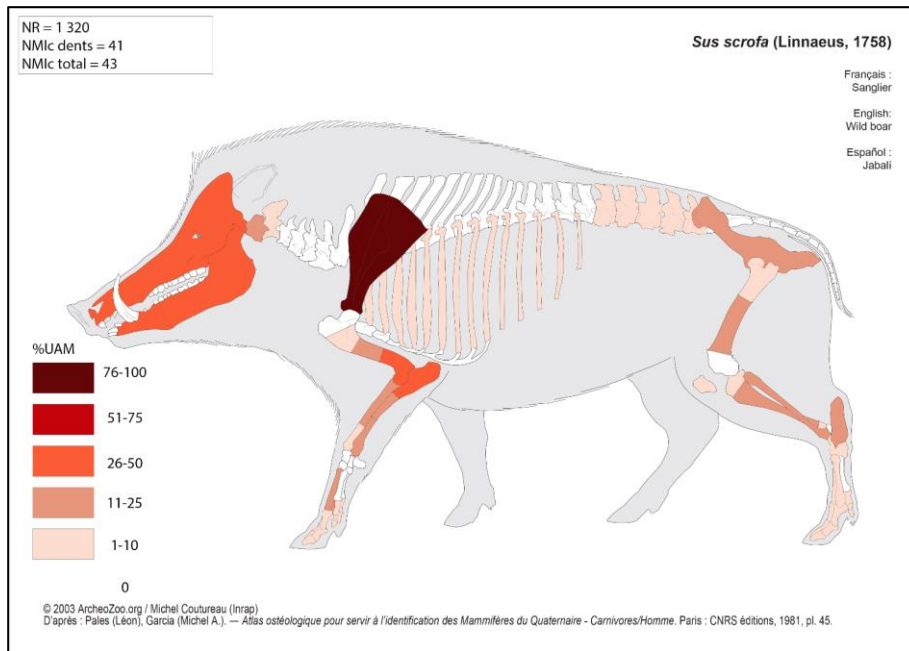 NR = 1 320
NMIc dents = 41
NMIc total = 43
Sus scrofa (Linnaeus, 1758)
Français :
Sanglier
English:
Wild boar
Español :
Jabalí
%UAM
76-100
51-75
26-50
11-25
1-10
0
© 2003 ArcheoZoo.org / Michel Coutureau (Inrap)
D'après : Pales (Léon), Garcia (Michel A.). — Atlas ostéologique pour servir à l'identification des Mammifères du Quaternaire - Carnivores/Homme. Paris : CNRS éditions, 1981, pl. 45.